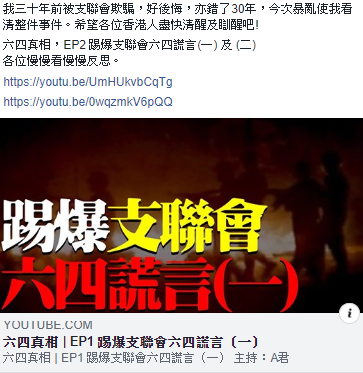 我三十年前被支聯會欺騙，好後悔，亦錯了30年，今次暴亂使我看
清整件事件。希望各位香港人盡快清醒及瞓醒吧!
六四真相，EP2 踢爆支聯會六四謊言(一) 及 (二)
各位慢慢看慢慢反思。
https://youtu.be/UmHUkvbCqTg
https://youtu.be/0wqzmkV6pQQ
踢爆支聯會
六四謊言(一)
i
YOUTUBE.COM
六四真相 | EP1 踢爆支聯會六四謊言〔一〕
六四真相 | EP1 踢爆支聯會六四謊言（一） 主持：A君